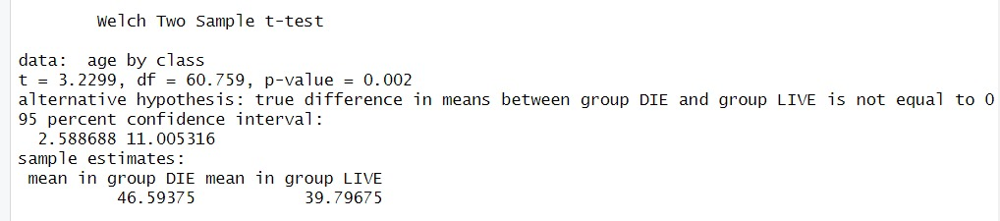 Welch Two Sample t-test
data:  age by class
t = 3.2299, df = 60.759, p-value = 0.002
alternative hypothesis: true difference in means between group DIE and group LIVE is not equal to 0
95 percent confidence interval:
2.588688 11.005316
sample estimates:
mean in group DIE mean in group LIVE
46.59375 39.79675